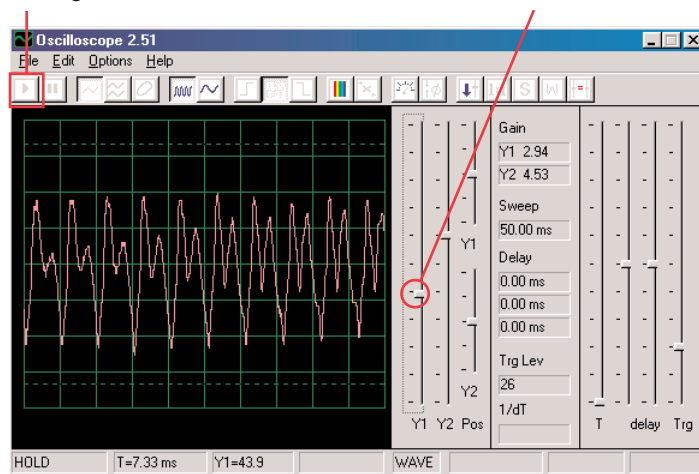 Oscilloscope 2.51
File Edit Options Help
Gain
Y1 2.94
Y2 4.53
Sweep
50.00 ms
Y1
Delay
0.00 ms
0.00 ms
0.00 ms
Trg Lev
26
Y2
1/dT
Y1 Y2 Pos
T delay Trg
HOLD T=7.33 ms Y1=43.9 WAVE